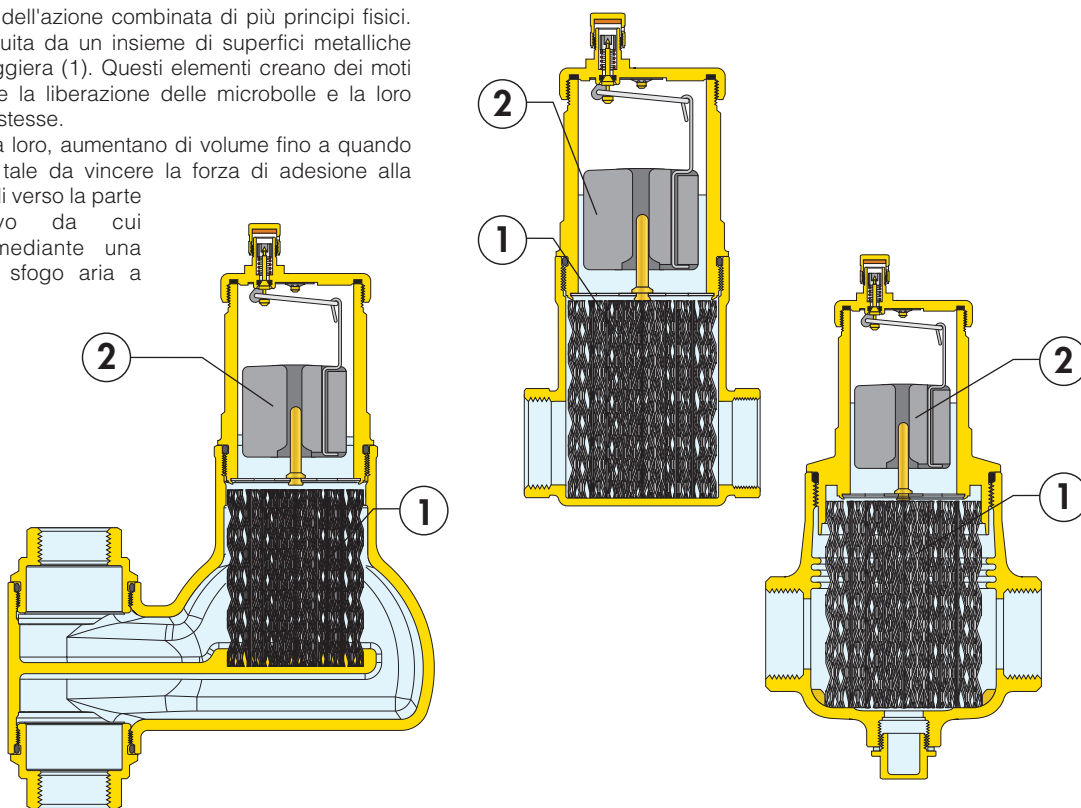 dell'azione combinata di più principi fisici.
uita da un insieme di superfici metalliche
ggiera (1). Questi elementi creano dei moti
e la liberazione delle microbolle e la loro
stesse.
a loro, aumentano di volume fino a quando
tale da vincere la forza di adesione alla
li verso la parte
vo da cui
mediante una
sfogo aria a
2
1
2
1
2
1